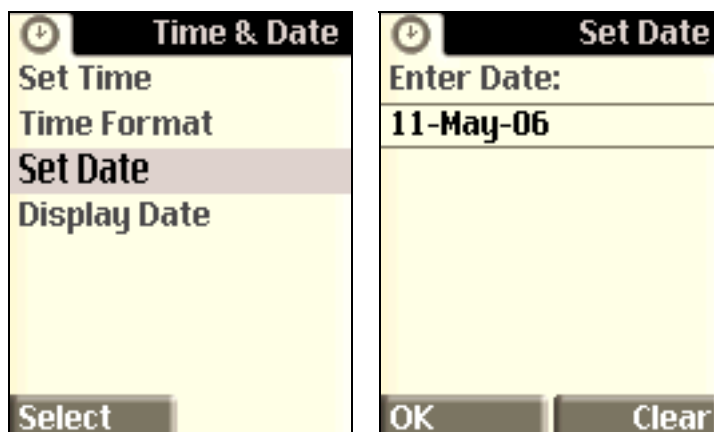 Time & Date
Set Time
Time Format
Set Date
Display Date
Select
Set Date
Enter Date:
11-May-06
OK
Clear